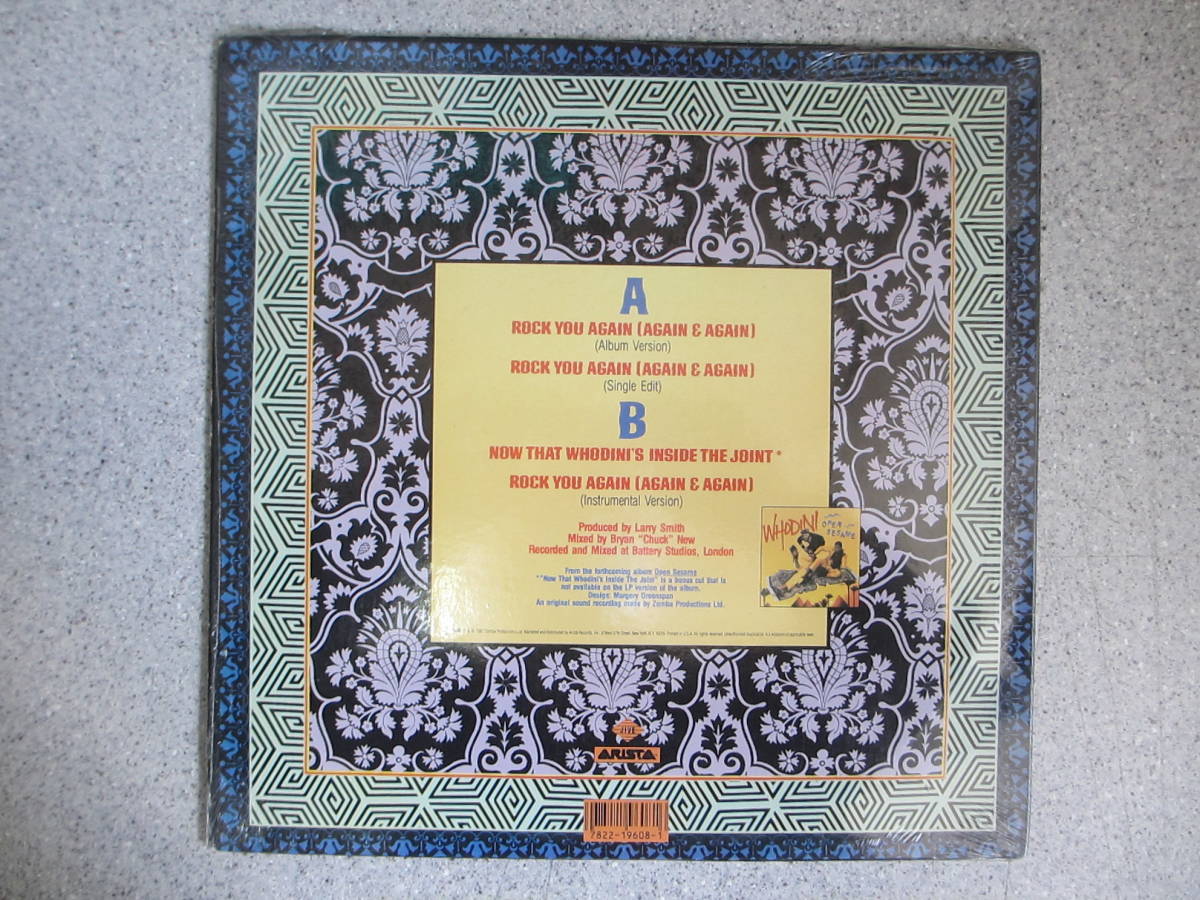 A
ROCK YOU AGAIN (AGAIN & AGAIN)
(Album Version)
ROCK YOU AGAIN (AGAIN & AGAIN)
(Single Edit)
B
NOW THAT WHODINI'S INSIDE THE JOINT *
ROCK YOU AGAIN (AGAIN & AGAIN)
(Instrumental Version)
Produced by Larry Smith
Mixed by Bryan "Chuck" New
Recorded and Mixed at Battery Studios, London
From the forthcoming album Open Sesame
*"Now That Whodini's Inside The Joint" is a bonus cut that is
not available on the LP version of the album.
Design: Margery Greenspan
An original sound recording made by Zomba Productions Ltd.
WHODINI
OPEN
SESAME
JIVE
ARISTA
7822-19608-1